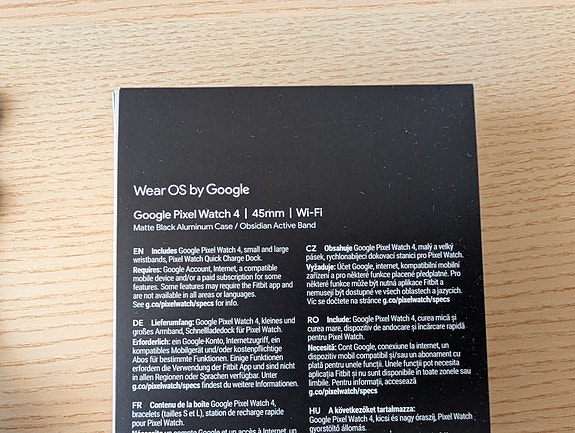 Wear OS by Google
Google Pixel Watch 4 | 45mm | Wi-Fi
Matte Black Aluminum Case / Obsidian Active Band
EN Includes Google Pixel Watch 4, small and large
wristbands, Pixel Watch Quick Charge Dock.
Requires: Google Account, Internet, a compatible
mobile device and/or a paid subscription for some
features. Some features may require the Fitbit app and
are not available in all areas or languages.
See g.co/pixelwatch/specs for info.
DE Lieferumfang: Google Pixel Watch 4, kleines und
großes Armband, Schnellladedock für Pixel Watch.
Erforderlich: ein Google-Konto, Internetzugriff, ein
kompatibles Mobilgerät und/oder kostenpflichtige
Abos für bestimmte Funktionen. Einige Funktionen
erfordern die Verwendung der Fitbit App und sind nicht
in allen Regionen oder Sprachen verfügbar. Unter
g.co/pixelwatch/specs findest du weitere Informationen.
FR Contenu de la boîte Google Pixel Watch 4,
bracelets (tailles S et L), station de recharge rapide
pour Pixel Watch.
Nécessite un compte Google et un accès à Internet, un
CZ Obsahuje Google Pixel Watch 4, malý a velký
pásek, rychlonabíjecí dokovací stanici pro Pixel Watch.
Vyžaduje: Účet Google, internet, kompatibilní mobilní
zařízení a pro některé funkce placené předplatné. Pro
některé funkce může být nutná aplikace Fitbit a
nemusejí být dostupné ve všech oblastech a jazycích.
Víc se dočtete na stránce g.co/pixelwatch/specs
RO Include: Google Pixel Watch 4, curea mică și
curea mare, dispozitiv de andocare și încărcare rapidă
pentru Pixel Watch.
Necesită: Cont Google, conexiune la internet, un
dispozitiv mobil compatibil și/sau un abonament cu
plată pentru unele funcții. Unele funcții pot necesita
aplicația Fitbit și nu sunt disponibile în toate zonele sau
limbile. Pentru informații, accesează
g.co/pixelwatch/specs
HU A következőket tartalmazza:
Google Pixel Watch 4, kicsi és nagy óraszíj, Pixel Watch
gyorstöltő állomás.